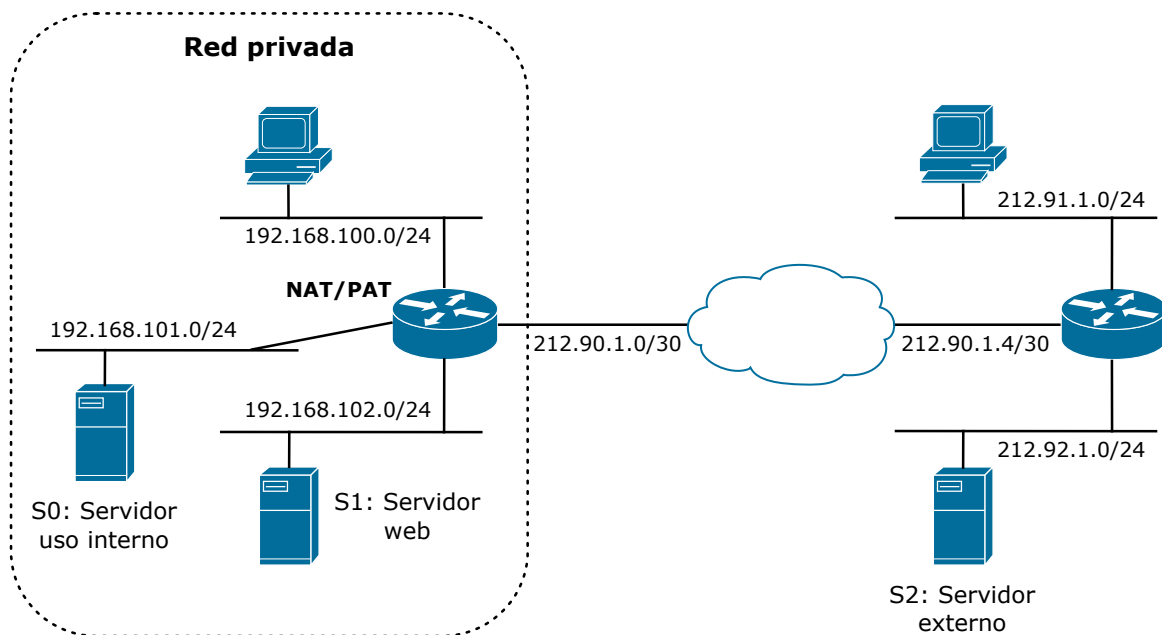 Red privada
212.91.1.0/24
192.168.100.0/24
NAT/PAT
192.168.101.0/24
212.90.1.0/30
212.90.1.4/30
192.168.102.0/24
212.92.1.0/24
S0: Servidor
uso interno
S1: Servidor
web
S2: Servidor
externo